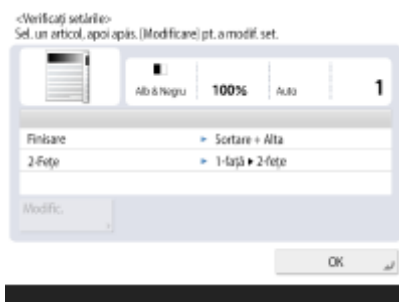 <Verificați setările>
Sel. un articol, apoi apăs. [Modificare] pt. a modif. set.
Alb & Negru 100% Auto 1
Finisare ► Sortare + Alta
2-Fețe ► 1-față ► 2-fețe
Modific.
OK